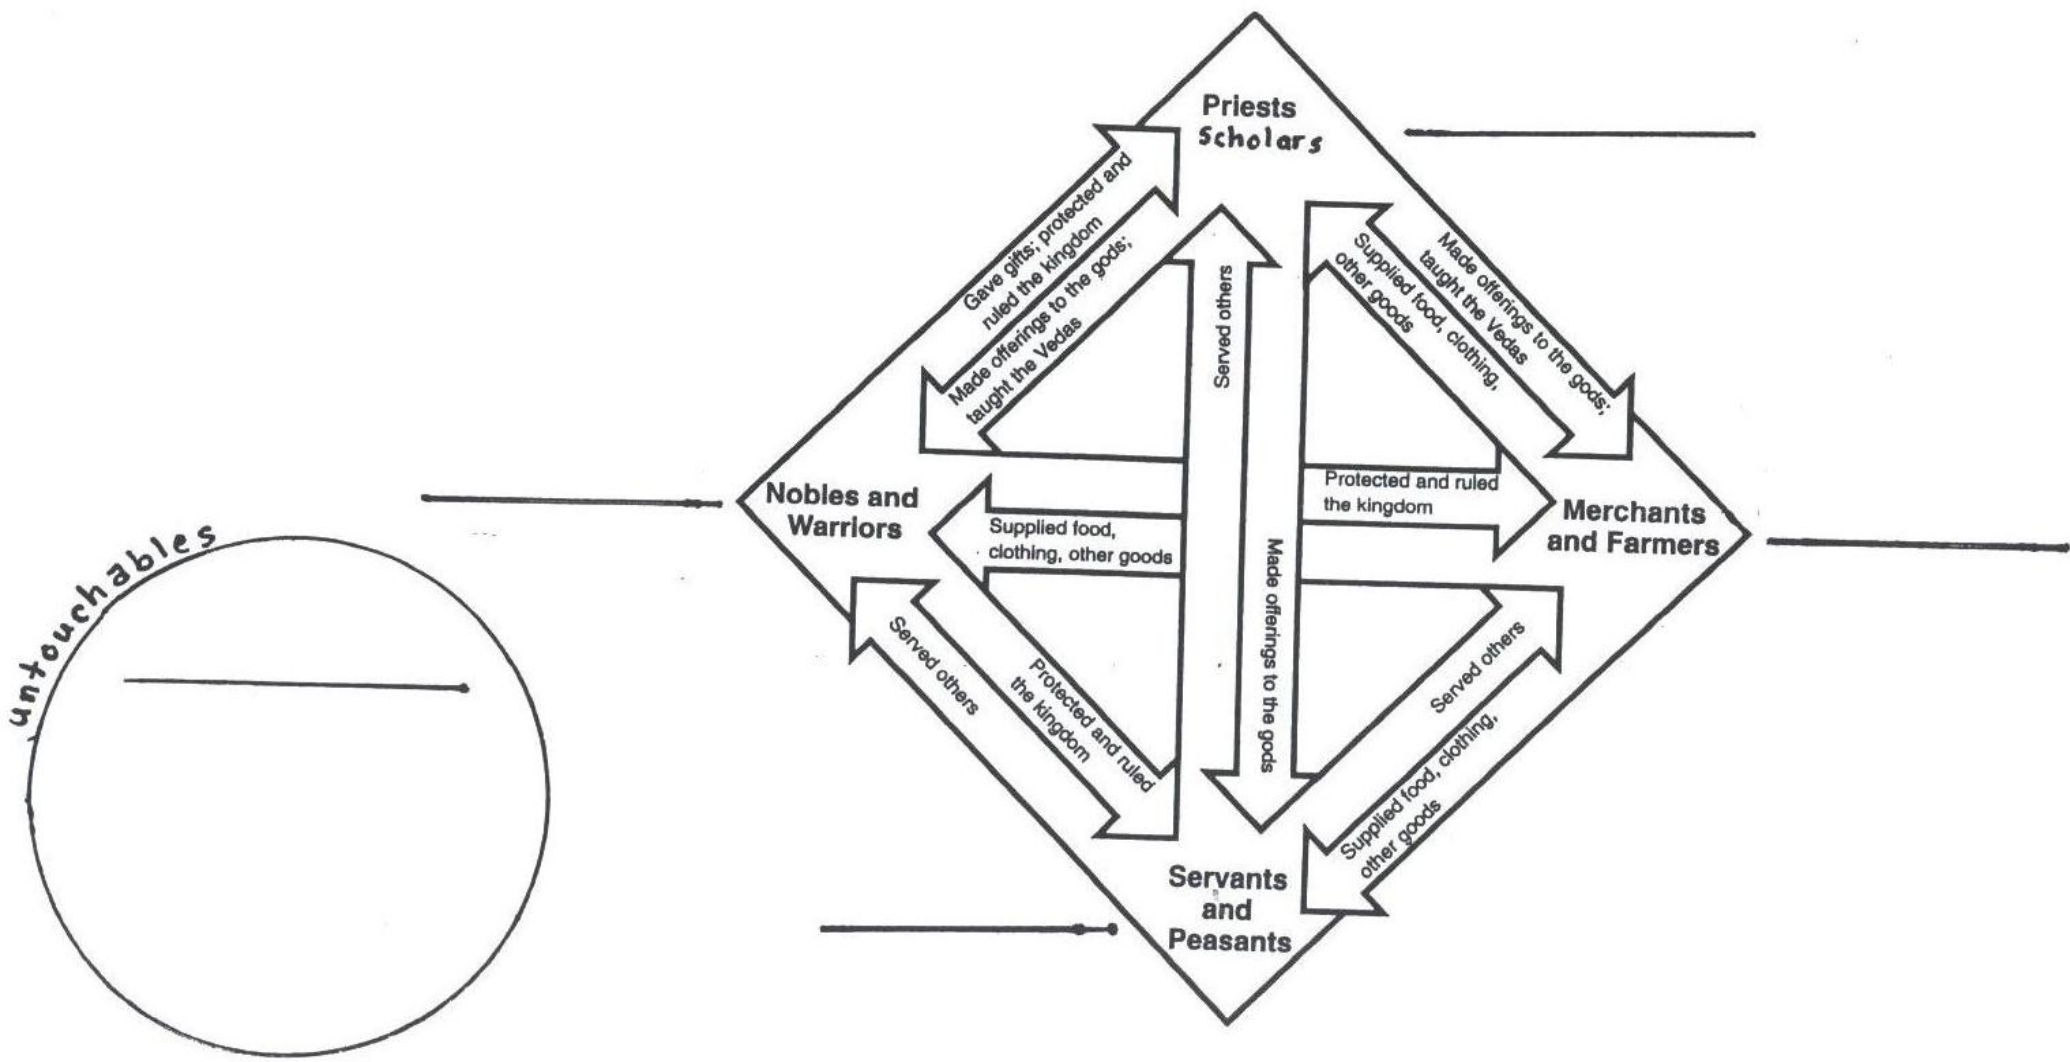 Priests
Scholars
Gave gifts; protected and
ruled the kingdom
Made offerings to the gods;
taught the Vedas
Served others
Made offerings to the gods;
taught the Vedas
Supplied food, clothing,
other goods
Nobles and
Warriors
Protected and ruled
the kingdom
Merchants
and Farmers
Supplied food,
clothing, other goods
untouchables
Made offerings to the gods
Served others
Protected and ruled
the kingdom
Served others
Supplied food, clothing,
other goods
Servants
and
Peasants